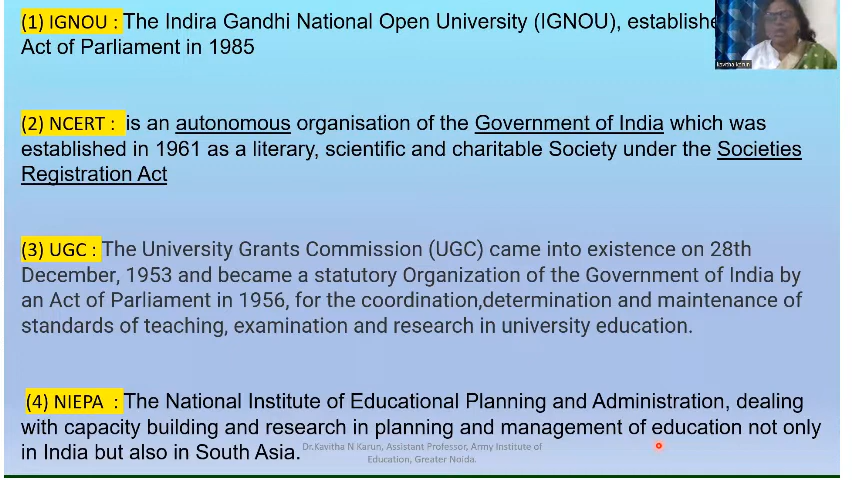 (1) IGNOU : The Indira Gandhi National Open University (IGNOU), establishe
Act of Parliament in 1985
kavitha karun
(2) NCERT : is an autonomous organisation of the Government of India which was
established in 1961 as a literary, scientific and charitable Society under the Societies
Registration Act
(3) UGC : The University Grants Commission (UGC) came into existence on 28th
December, 1953 and became a statutory Organization of the Government of India by
an Act of Parliament in 1956, for the coordination,determination and maintenance of
standards of teaching, examination and research in university education.
(4) NIEPA : The National Institute of Educational Planning and Administration, dealing
with capacity building and research in planning and management of education not only
in India but also in South Asia.
Dr.Kavitha N Karun, Assistant Professor, Army Institute of
Education, Greater Noida.